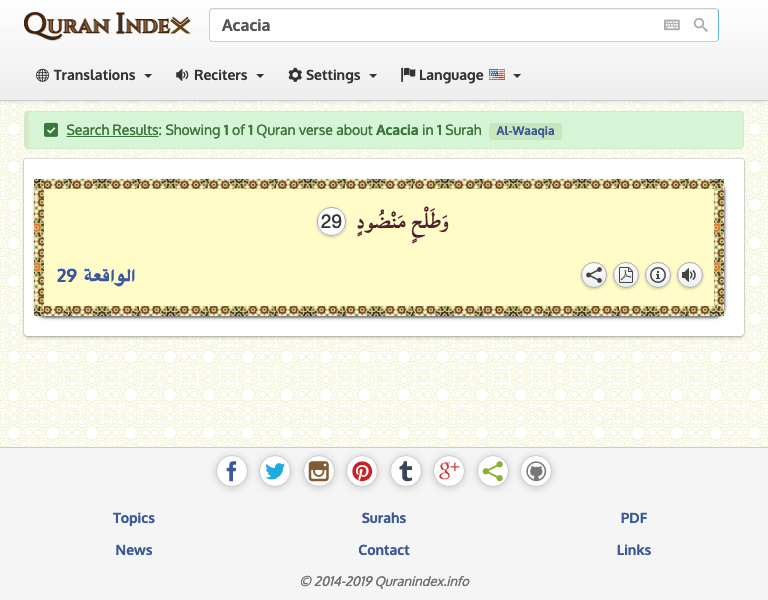 QURAN INDEX
Acacia
Translations Reciters Settings Language
Search Results: Showing 1 of 1 Quran verse about Acacia in 1 Surah Al-Waaqia
وَطَلْحٍ مَنْضُودٍ 29
الواقعة 29
Topics Surahs PDF
News Contact Links
© 2014-2019 Quranindex.info